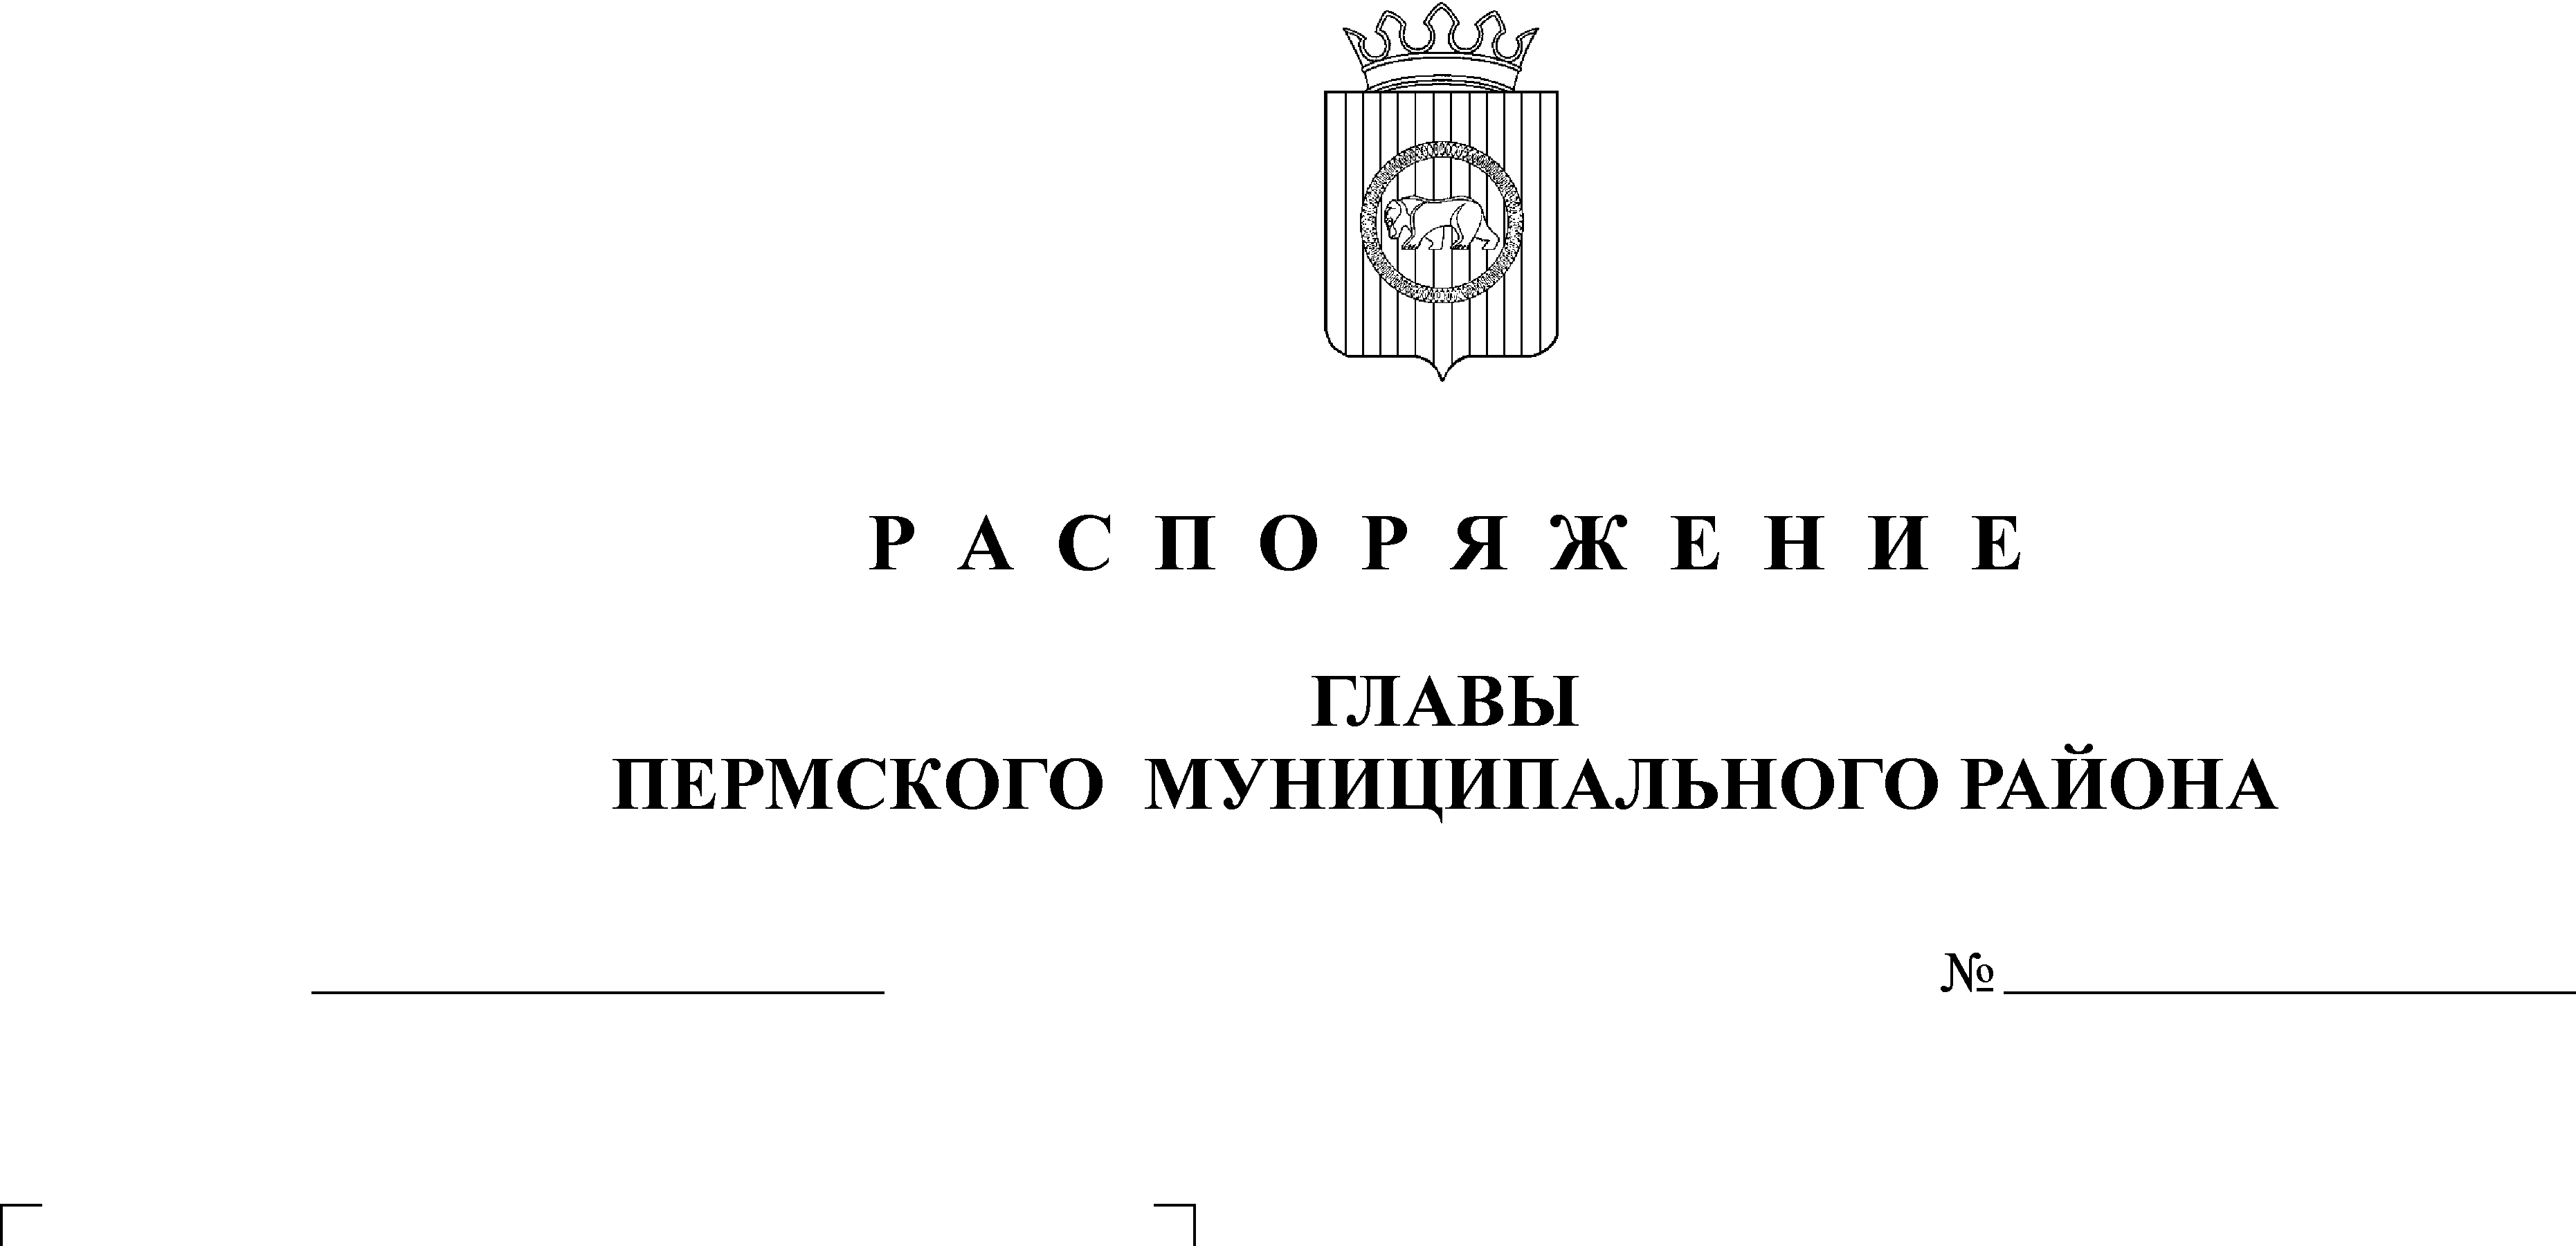 Р А С П О Р Я Ж Е Н И Е
ГЛАВЫ
ПЕРМСКОГО МУНИЦИПАЛЬНОГО РАЙОНА
№